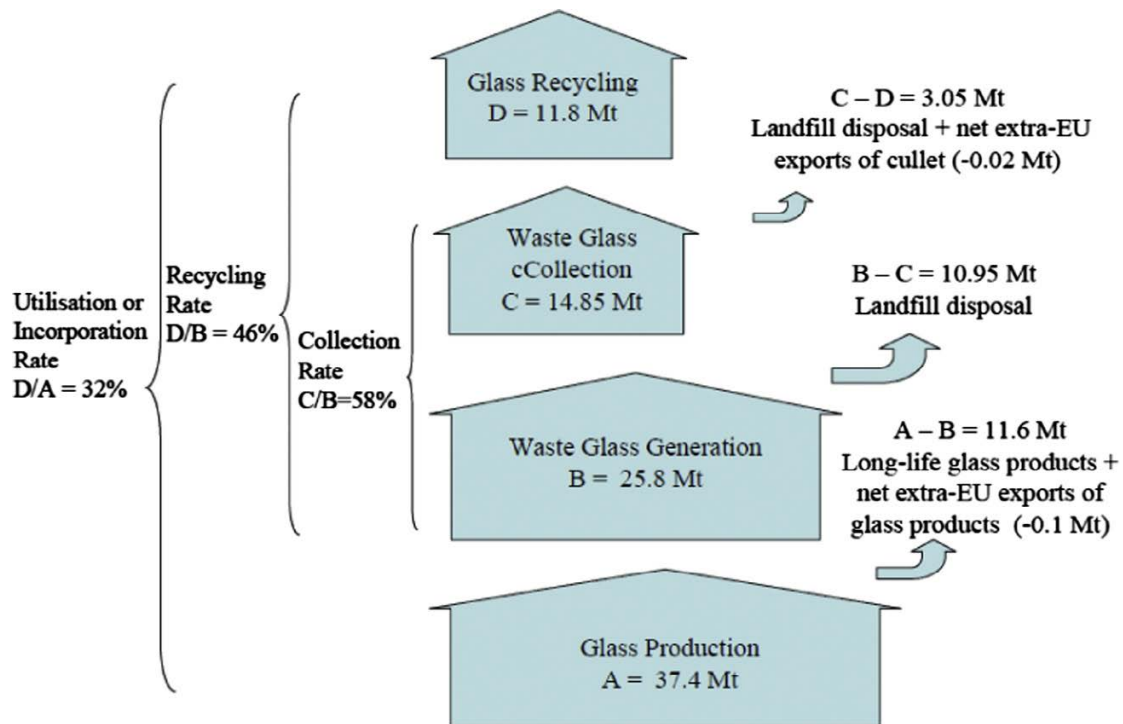 Glass Recycling
D = 11.8 Mt
C – D = 3.05 Mt
Landfill disposal + net extra-EU
exports of cullet (-0.02 Mt)
Waste Glass
cCollection
C = 14.85 Mt
B – C = 10.95 Mt
Landfill disposal
Utilisation or
Incorporation
Rate
D/A = 32%
Recycling
Rate
D/B = 46%
Collection
Rate
C/B=58%
Waste Glass Generation
B = 25.8 Mt
A – B = 11.6 Mt
Long-life glass products +
net extra-EU exports of
glass products (-0.1 Mt)
Glass Production
A = 37.4 Mt